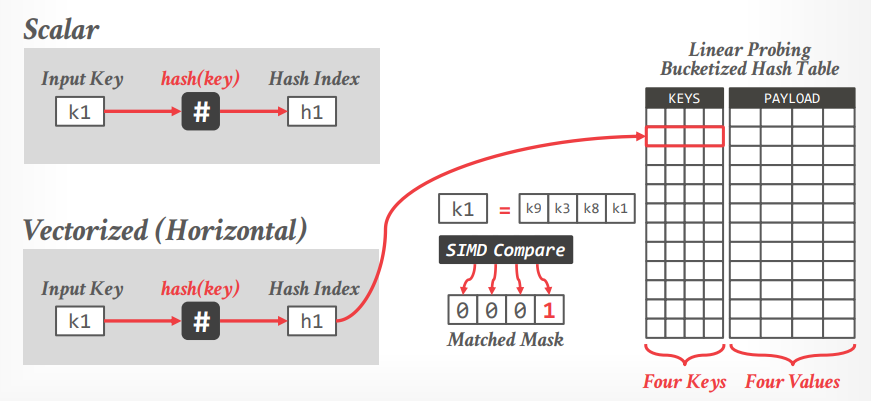 Scalar
Input Key hash(key) Hash Index
k1 # h1
Vectorized (Horizontal)
Input Key hash(key) Hash Index
k1 # h1
k1 = k9 k3 k8 k1
SIMD Compare
0 0 0 1
Matched Mask
Linear Probing
Bucketized Hash Table
KEYS PAYLOAD
Four Keys Four Values